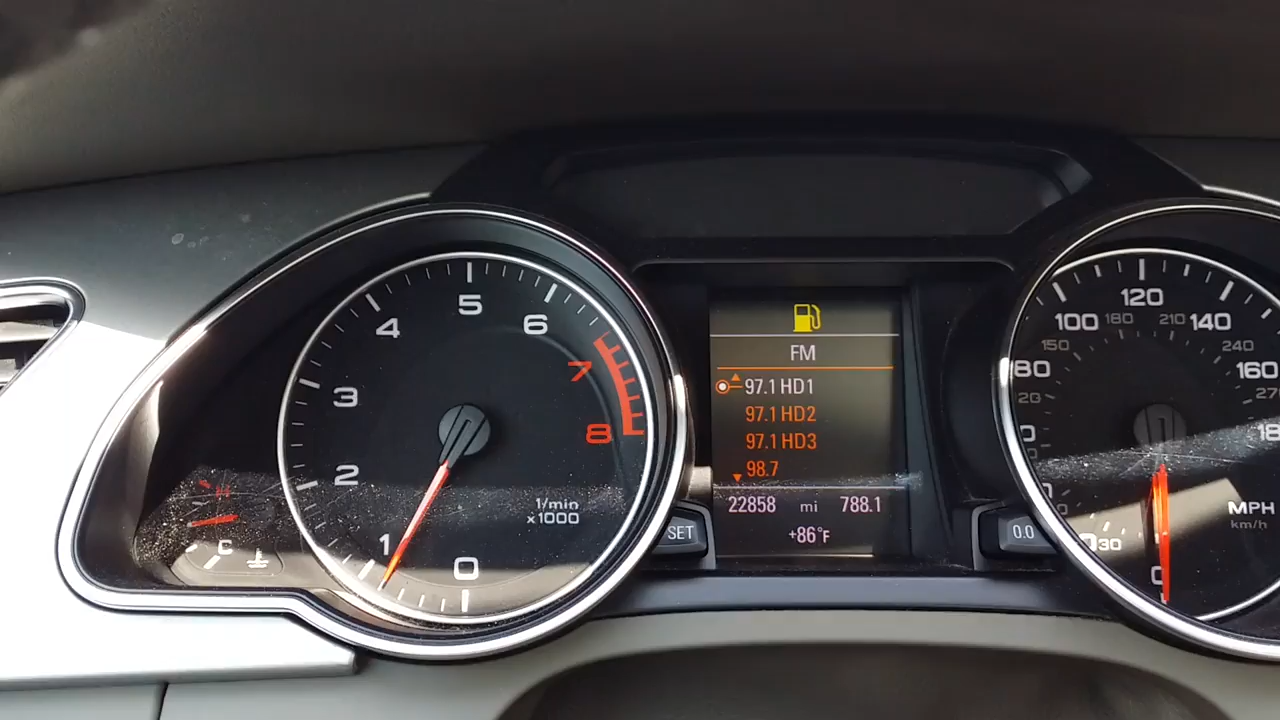 5
4
6
7
3
8
2
1
0
1/min
x1000
H
C
FM
97.1 HD1
97.1 HD2
97.1 HD3
98.7
22858 mi 788.1
+86°F
SET
0.0
120
100 180 210 140
150 240
80 160
MPH
km/h
30
0